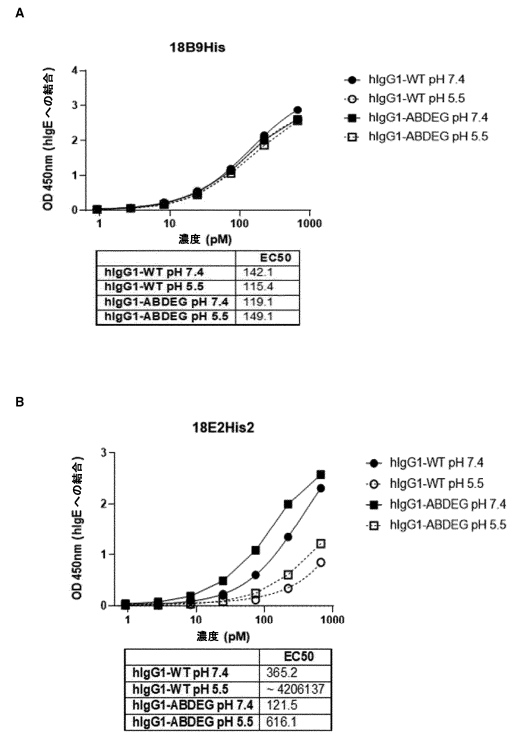 A
18B9His
OD 450nm (hIgE への結合)
4
3
2
1
0
1 10 100 1000
濃度 (pM)
hIgG1-WT pH 7.4
hIgG1-WT pH 5.5
hIgG1-ABDEG pH 7.4
hIgG1-ABDEG pH 5.5
EC50
hIgG1-WT pH 7.4 142.1
hIgG1-WT pH 5.5 115.4
hIgG1-ABDEG pH 7.4 119.1
hIgG1-ABDEG pH 5.5 149.1
B
18E2His2
OD 450nm (hIgE への結合)
3
2
1
0
1 10 100 1000
濃度 (pM)
hIgG1-WT pH 7.4
hIgG1-WT pH 5.5
hIgG1-ABDEG pH 7.4
hIgG1-ABDEG pH 5.5
EC50
hIgG1-WT pH 7.4 365.2
hIgG1-WT pH 5.5 ~ 4206137
hIgG1-ABDEG pH 7.4 121.5
hIgG1-ABDEG pH 5.5 616.1